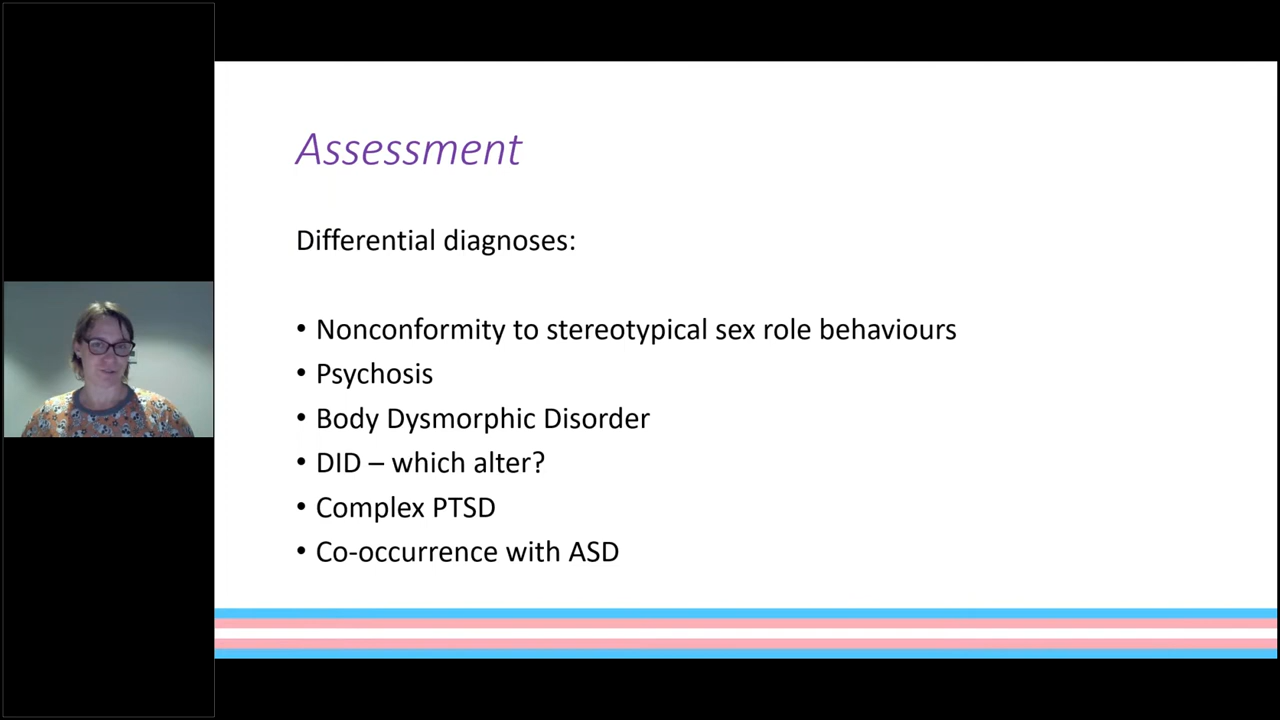 Assessment
Differential diagnoses:
• Nonconformity to stereotypical sex role behaviours
• Psychosis
• Body Dysmorphic Disorder
• DID – which alter?
• Complex PTSD
• Co-occurrence with ASD